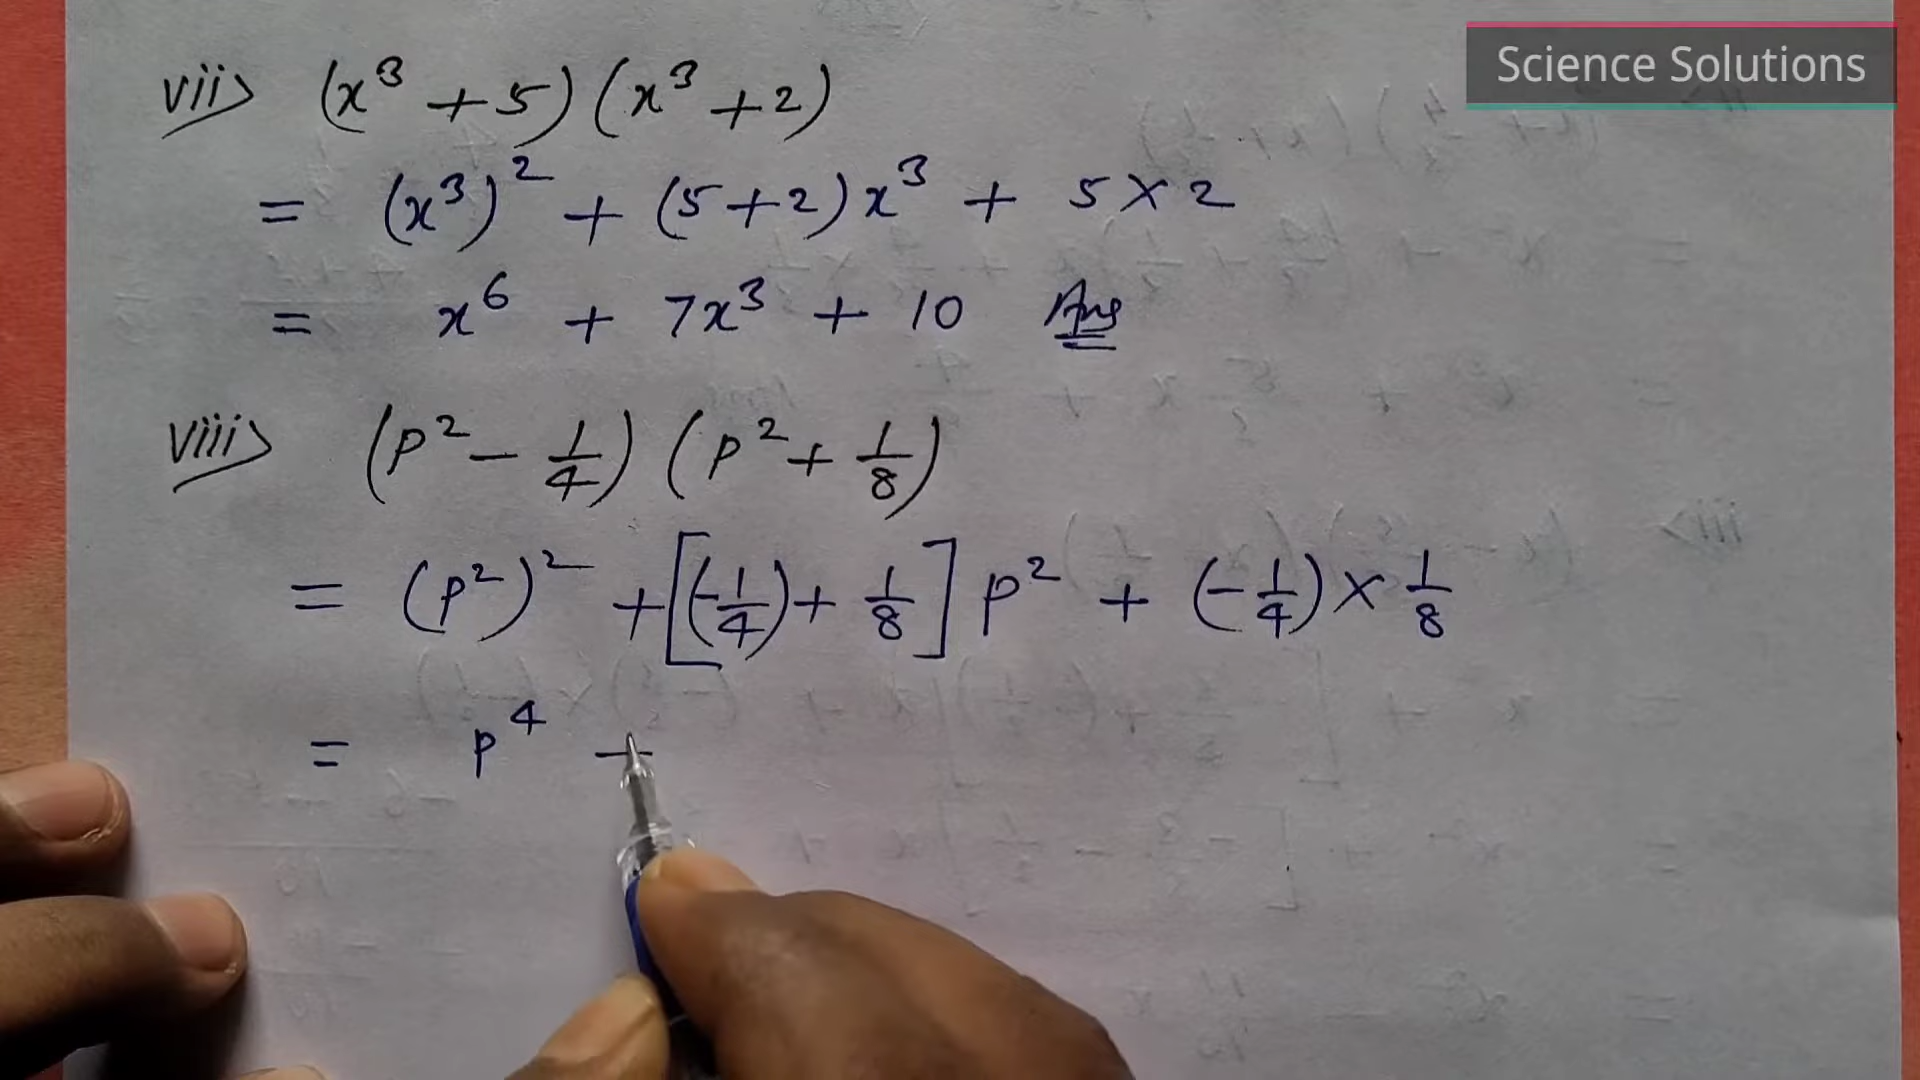 Science Solutions
vii> (x³ + 5) (x³ + 2)
= (x³)² + (5+2) x³ + 5 × 2
= x⁶ + 7x³ + 10 Ans
viii> (p² - 1/4) (p² + 1/8)
= (p²)² + [(-1/4) + 1/8] p² + (-1/4) × 1/8
= p⁴ +